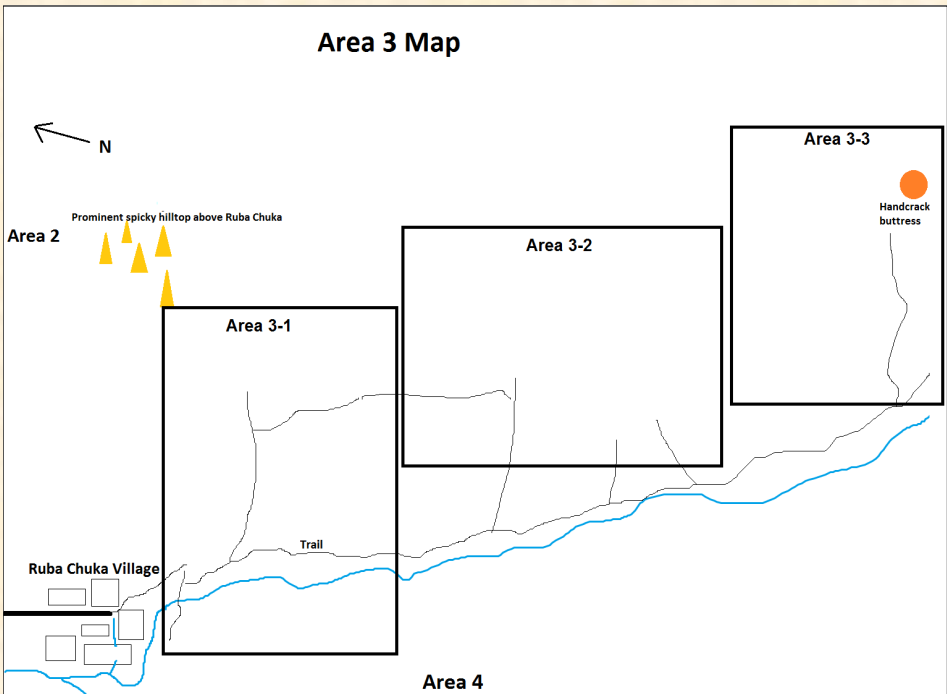 Area 3 Map
N
Area 3-3
Handcrack
buttress
Prominent spicky hilltop above Ruba Chuka
Area 2
Area 3-2
Area 3-1
Trail
Ruba Chuka Village
Area 4